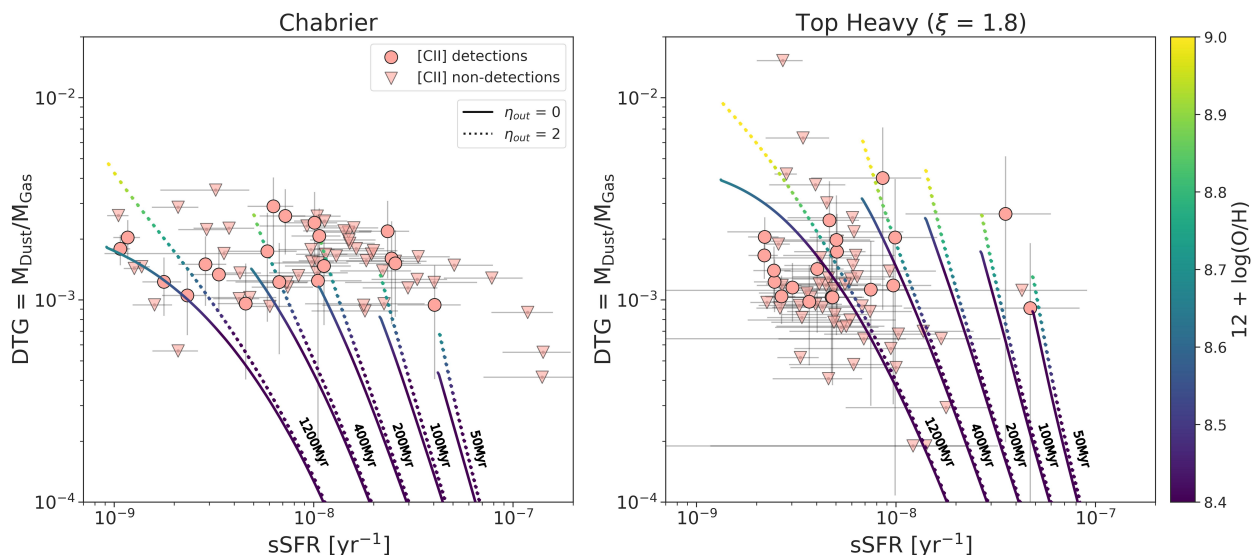 Chabrier
Top Heavy (ξ = 1.8)
[CII] detections
[CII] non-detections
η_out = 0
η_out = 2
DTG = M_Dust/M_Gas
10⁻²
10⁻³
10⁻⁴
1200Myr
400Myr
200Myr
100Myr
50Myr
10⁻⁹
10⁻⁸
10⁻⁷
sSFR [yr⁻¹]
DTG = M_Dust/M_Gas
10⁻²
10⁻³
10⁻⁴
1200Myr
400Myr
200Myr
100Myr
50Myr
10⁻⁹
10⁻⁸
10⁻⁷
sSFR [yr⁻¹]
9.0
8.9
8.8
8.7
8.6
8.5
8.4
12 + log(O/H)